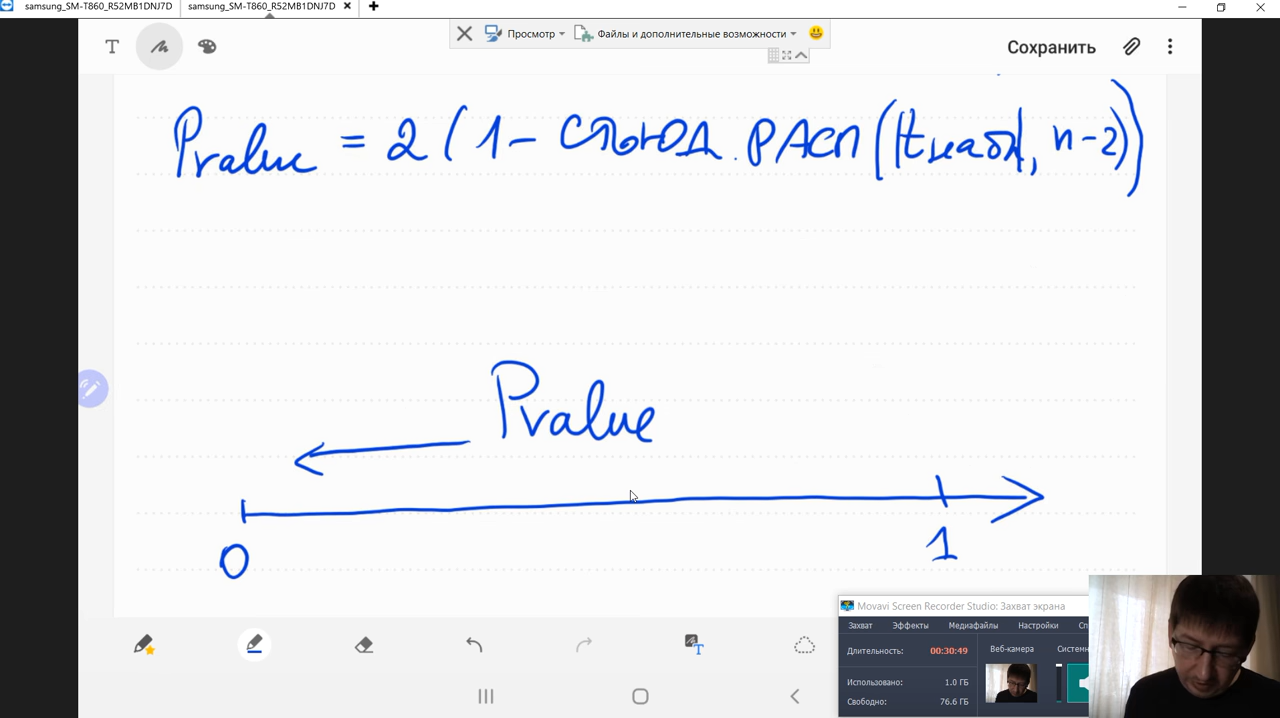 samsung_SM-T860_R52MB1DNJ7D samsung_SM-T860_R52MB1DNJ7D
Просмотр Файлы и дополнительные возможности
T Сохранить
Pvalue = 2 (1 - СТЬЮД.РАСП(|tнабл|, n-2))
Pvalue
0 1
Movavi Screen Recorder Studio: Захват экрана
Захват Эффекты Медиафайлы Настройки Сп
Длительность: 00:30:49 Веб-камера Системн
Использовано: 1.0 ГБ
Свободно: 76.6 ГБ